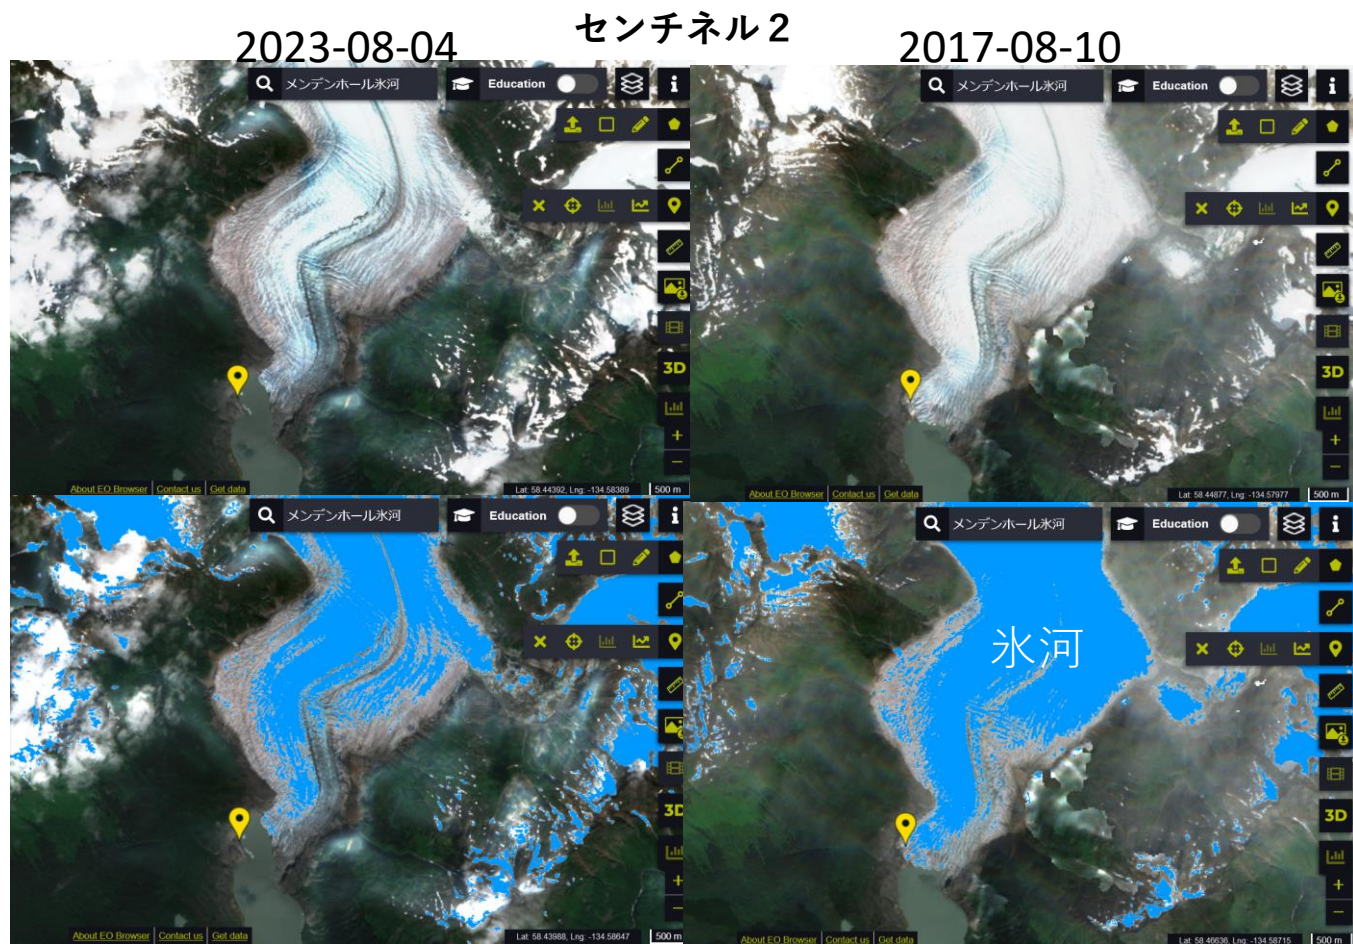 センチネル２
2023-08-04
2017-08-10
メンデンホール氷河
Education
i
3D
About EO Browser | Contact us | Get data
Lat: 58.44392, Lng: -134.58389
500 m
メンデンホール氷河
Education
i
3D
About EO Browser | Contact us | Get data
Lat: 58.44877, Lng: -134.57977
500 m
メンデンホール氷河
Education
i
3D
About EO Browser | Contact us | Get data
Lat: 58.43988, Lng: -134.58647
500 m
メンデンホール氷河
Education
i
氷河
3D
About EO Browser | Contact us | Get data
Lat: 58.46636, Lng: -134.58715
500 m